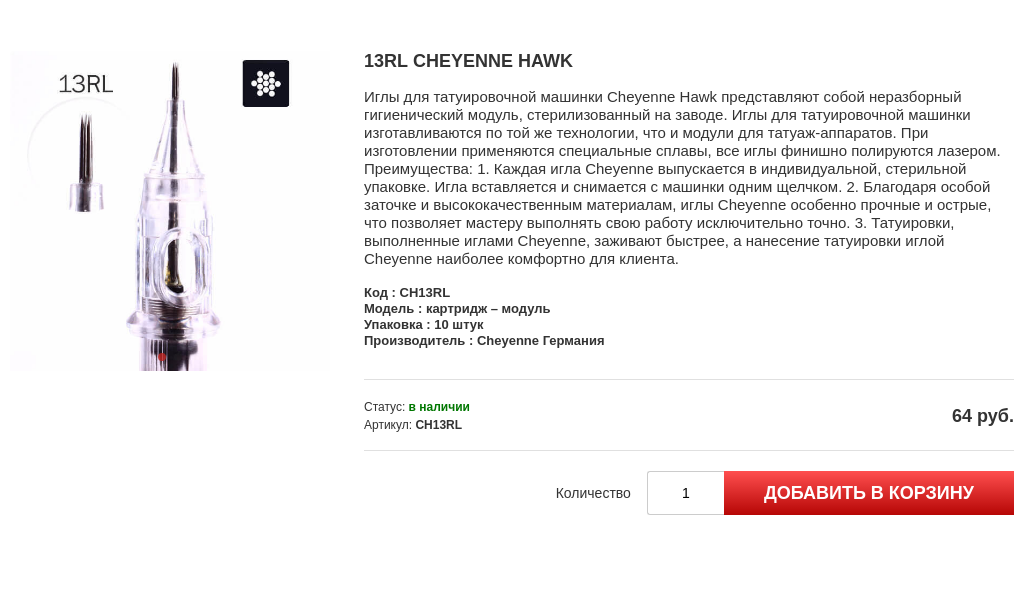 13RL
13RL CHEYENNE HAWK
Иглы для татуировочной машинки Cheyenne Hawk представляют собой неразборный
гигиенический модуль, стерилизованный на заводе. Иглы для татуировочной машинки
изготавливаются по той же технологии, что и модули для татуаж-аппаратов. При
изготовлении применяются специальные сплавы, все иглы финишно полируются лазером.
Преимущества: 1. Каждая игла Cheyenne выпускается в индивидуальной, стерильной
упаковке. Игла вставляется и снимается с машинки одним щелчком. 2. Благодаря особой
заточке и высококачественным материалам, иглы Cheyenne особенно прочные и острые,
что позволяет мастеру выполнять свою работу исключительно точно. 3. Татуировки,
выполненные иглами Cheyenne, заживают быстрее, а нанесение татуировки иглой
Cheyenne наиболее комфортно для клиента.
Код : CH13RL
Модель : картридж – модуль
Упаковка : 10 штук
Производитель : Cheyenne Германия
Статус: в наличии
Артикул: CH13RL
64 руб.
Количество 1 ДОБАВИТЬ В КОРЗИНУ